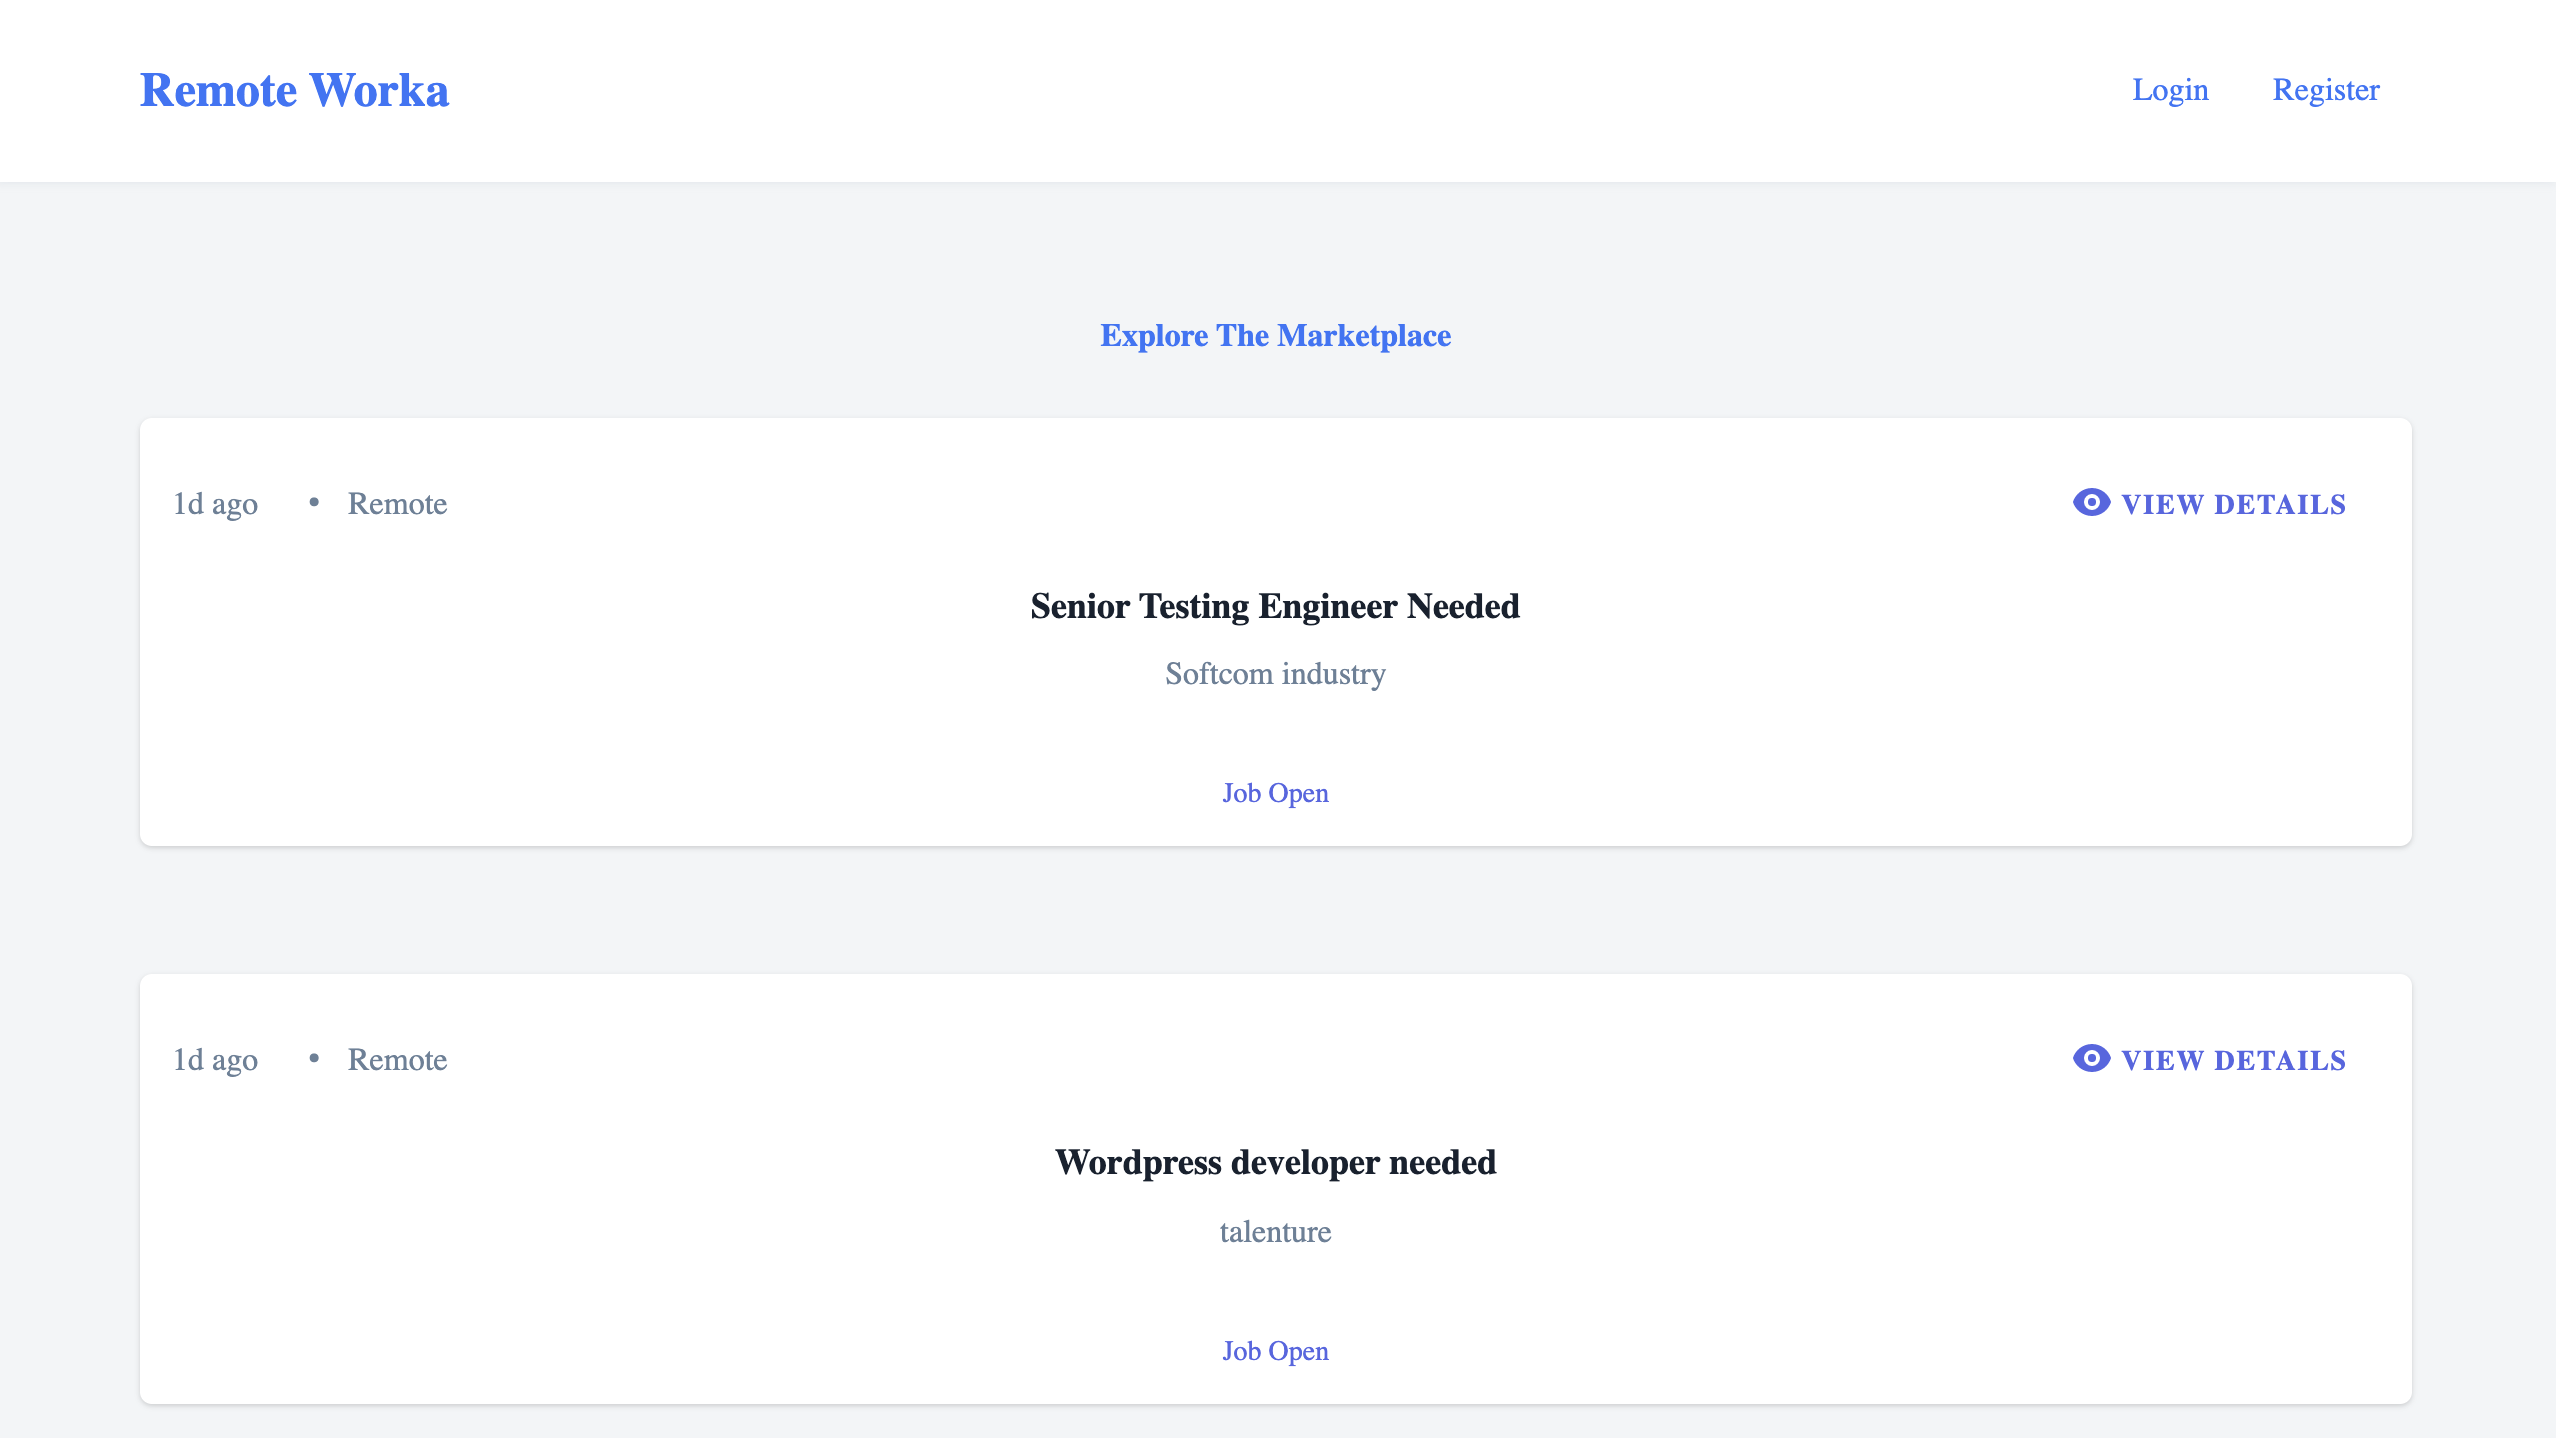 Remote Worka
Login Register
Explore The Marketplace
1d ago • Remote VIEW DETAILS
Senior Testing Engineer Needed
Softcom industry
Job Open
1d ago • Remote VIEW DETAILS
Wordpress developer needed
talenture
Job Open